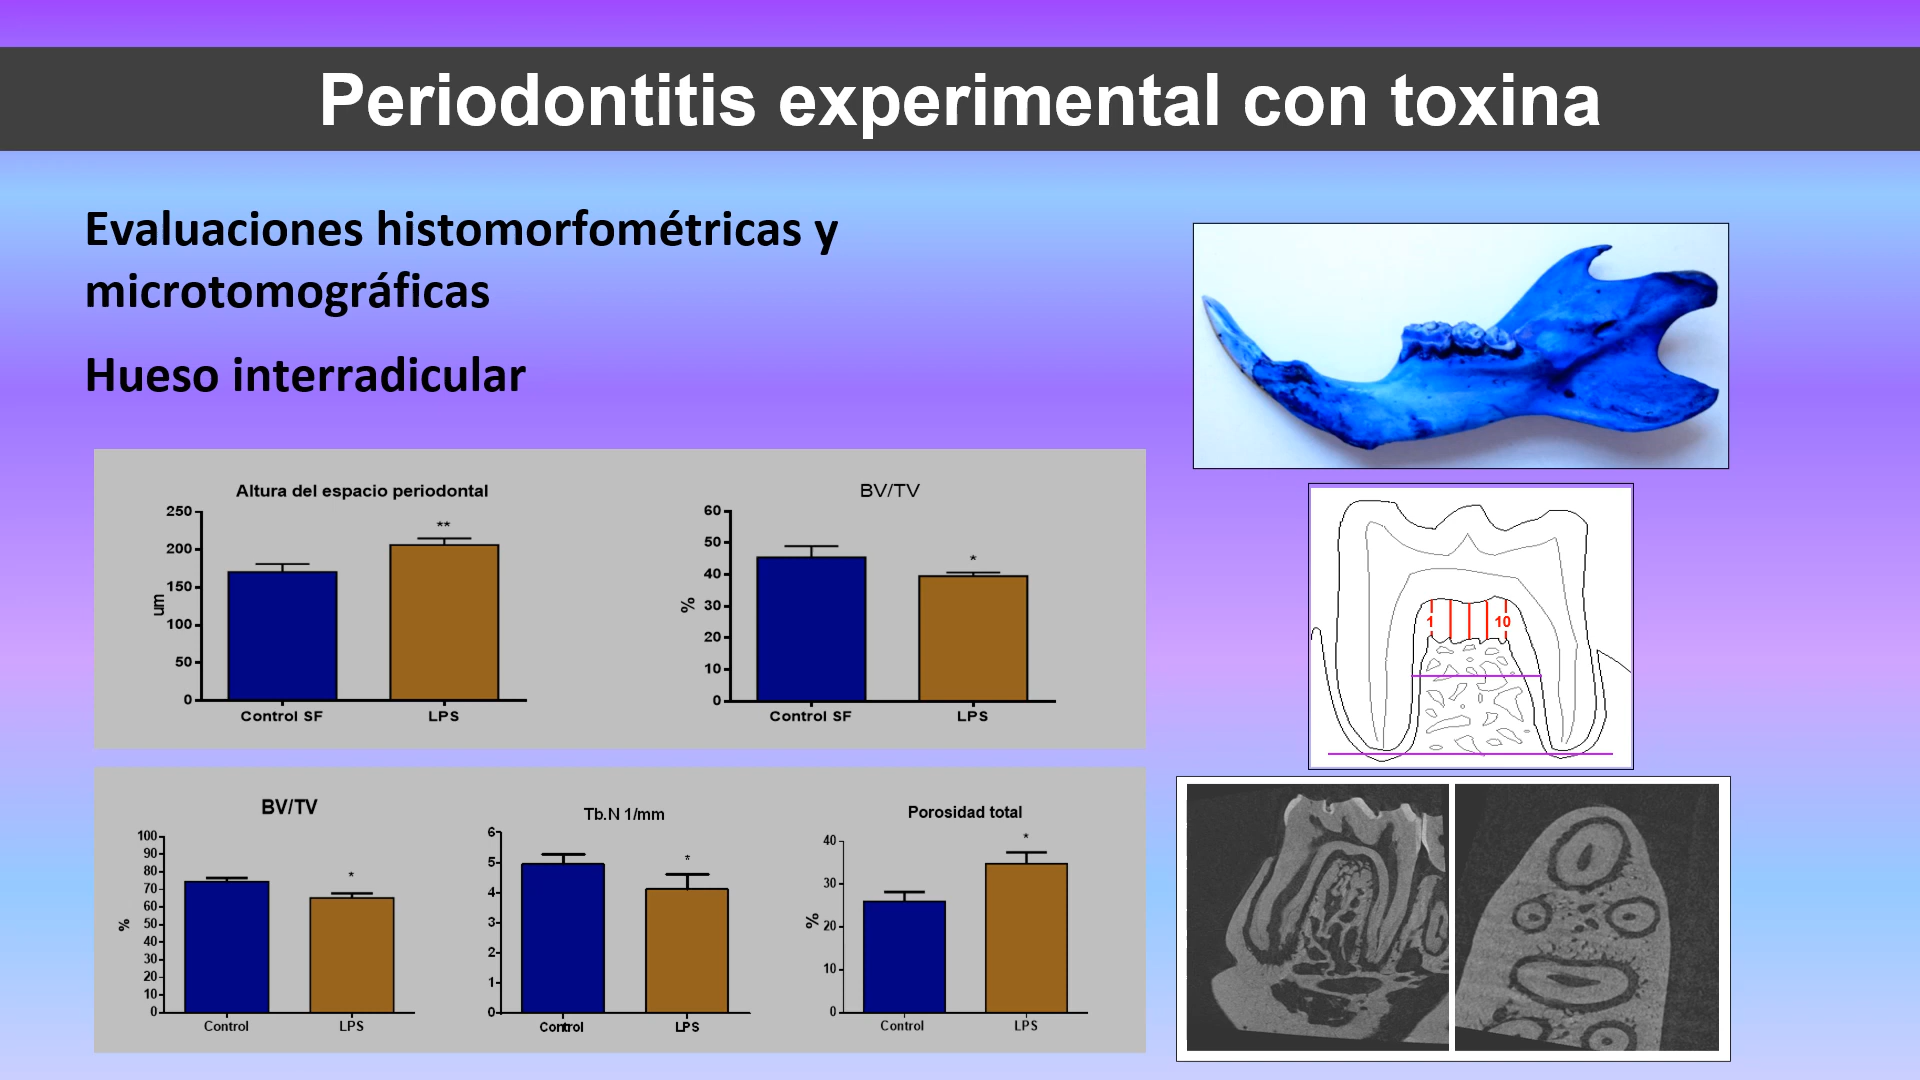 Periodontitis experimental con toxina
Evaluaciones histomorfométricas y
microtomográficas
Hueso interradicular
Altura del espacio periodontal
250
200
150
100
50
0
um
**
Control SF
LPS
BV/TV
60
50
40
30
20
10
0
%
*
Control SF
LPS
BV/TV
100
90
80
70
60
50
40
30
20
10
0
%
*
Control
LPS
Tb.N 1/mm
6
5
4
3
2
1
0
*
Control
LPS
Porosidad total
40
30
20
10
0
%
*
Control
LPS
1
10